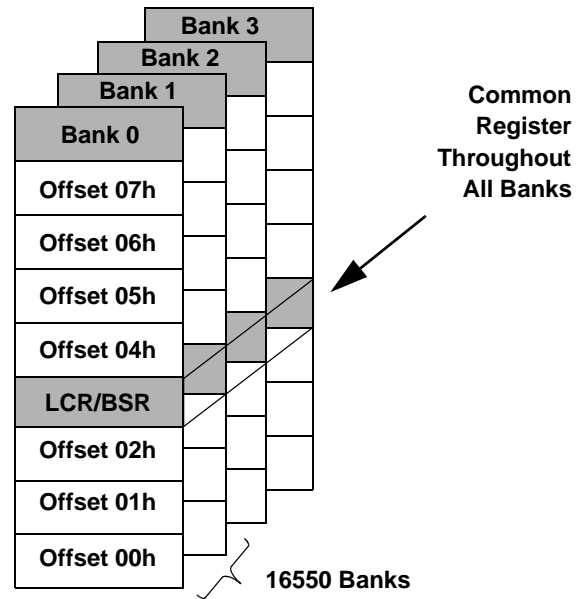 Bank 3
Bank 2
Bank 1
Bank 0
Offset 07h
Offset 06h
Offset 05h
Offset 04h
LCR/BSR
Offset 02h
Offset 01h
Offset 00h
Common
Register
Throughout
All Banks
16550 Banks